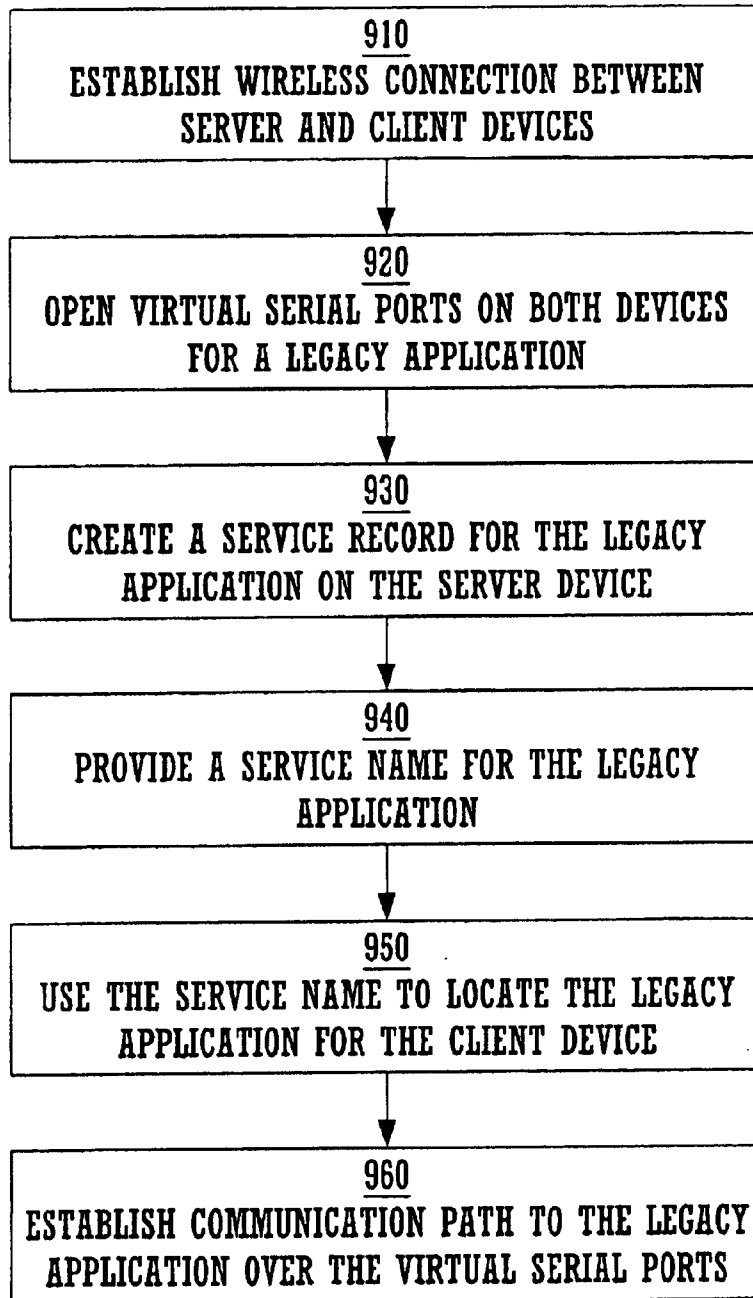 910
ESTABLISH WIRELESS CONNECTION BETWEEN
SERVER AND CLIENT DEVICES
920
OPEN VIRTUAL SERIAL PORTS ON BOTH DEVICES
FOR A LEGACY APPLICATION
930
CREATE A SERVICE RECORD FOR THE LEGACY
APPLICATION ON THE SERVER DEVICE
940
PROVIDE A SERVICE NAME FOR THE LEGACY
APPLICATION
950
USE THE SERVICE NAME TO LOCATE THE LEGACY
APPLICATION FOR THE CLIENT DEVICE
960
ESTABLISH COMMUNICATION PATH TO THE LEGACY
APPLICATION OVER THE VIRTUAL SERIAL PORTS